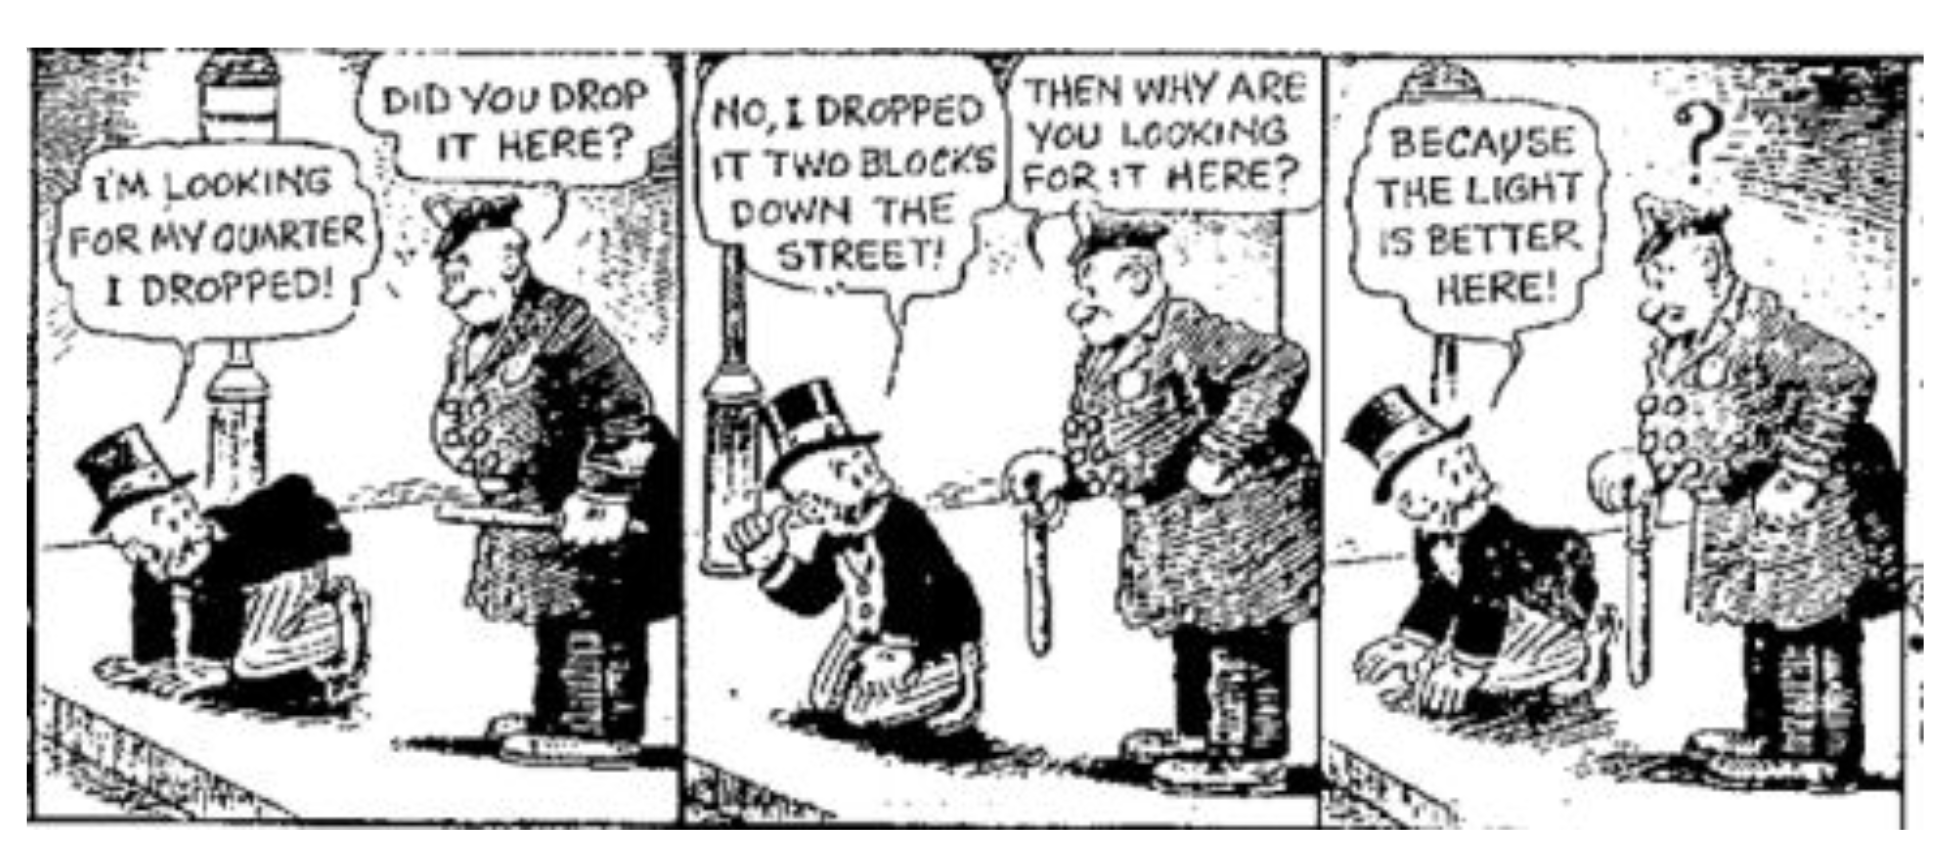 I'M LOOKING
FOR MY QUARTER
I DROPPED!
DID YOU DROP
IT HERE?
NO, I DROPPED
IT TWO BLOCKS
DOWN THE
STREET!
THEN WHY ARE
YOU LOOKING
FOR IT HERE?
BECAUSE
THE LIGHT
IS BETTER
HERE!
?